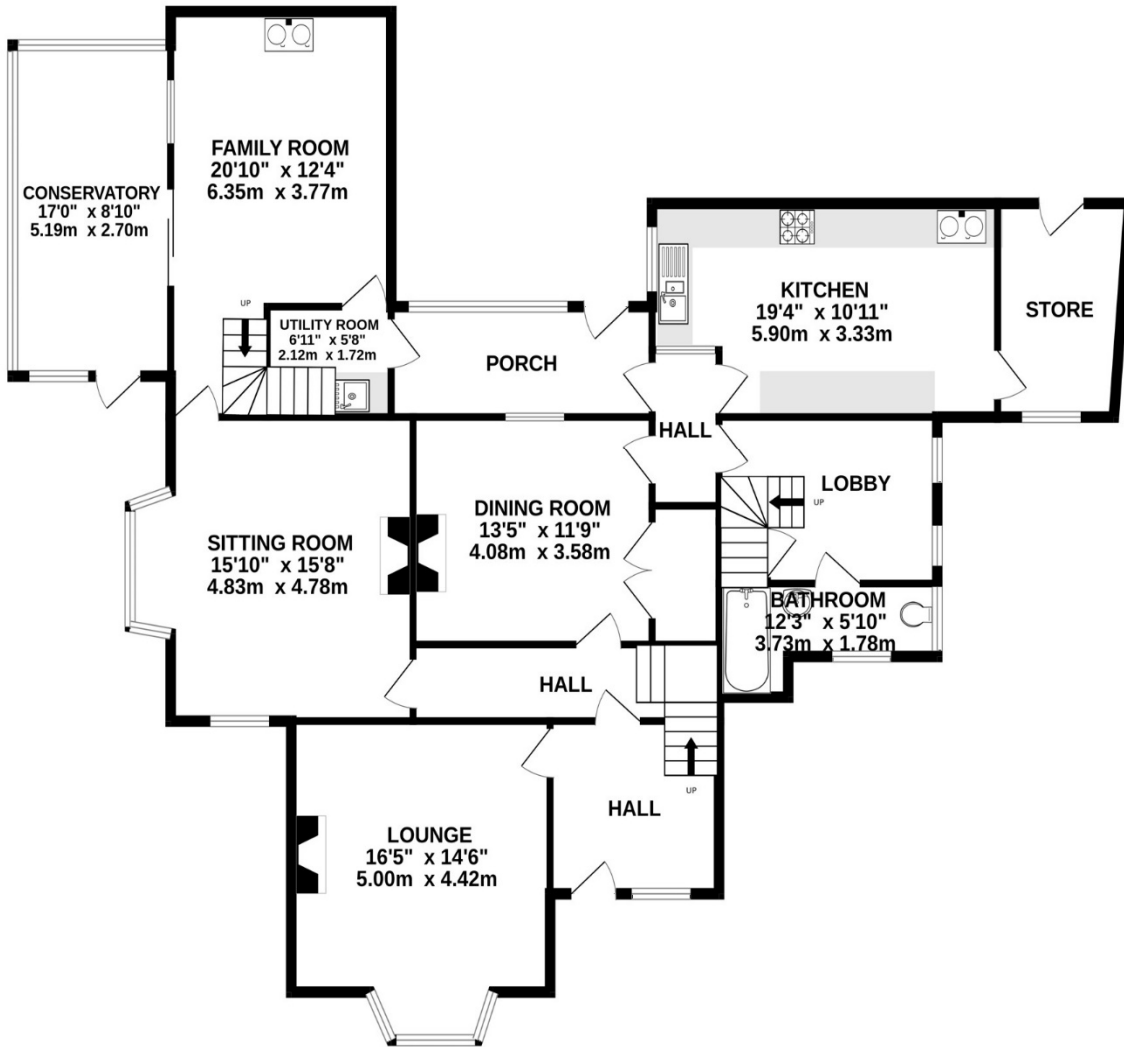 FAMILY ROOM
20'10" x 12'4"
6.35m x 3.77m
CONSERVATORY
17'0" x 8'10"
5.19m x 2.70m
UP
UTILITY ROOM
6'11" x 5'8"
2.12m x 1.72m
PORCH
KITCHEN
19'4" x 10'11"
5.90m x 3.33m
STORE
HALL
LOBBY
UP
DINING ROOM
13'5" x 11'9"
4.08m x 3.58m
SITTING ROOM
15'10" x 15'8"
4.83m x 4.78m
BATHROOM
12'3" x 5'10"
3.73m x 1.78m
HALL
UP
HALL
LOUNGE
16'5" x 14'6"
5.00m x 4.42m